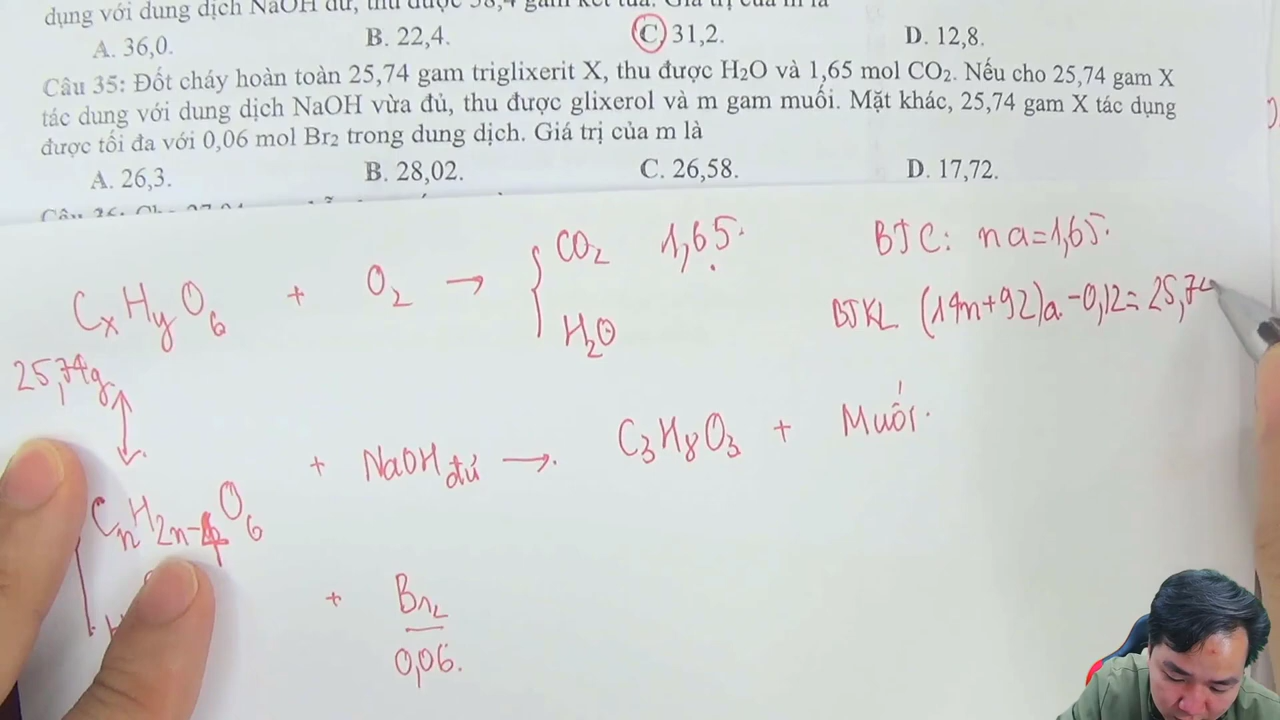 dụng với dung dịch NaOH dư, thu được 58,4 gam kết tủa. Giá trị của m là
A. 36,0. B. 22,4. C. 31,2. D. 12,8.
Câu 35: Đốt cháy hoàn toàn 25,74 gam triglixerit X, thu được H₂O và 1,65 mol CO₂. Nếu cho 25,74 gam X
tác dụng với dung dịch NaOH vừa đủ, thu được glixerol và m gam muối. Mặt khác, 25,74 gam X tác dụng
được tối đa với 0,06 mol Br₂ trong dung dịch. Giá trị của m là
A. 26,3. B. 28,02. C. 26,58. D. 17,72.
CxHyO₆ + O₂ → CO₂ 1,65.
H₂O
25,74g
BTC: na=1,65.
BTKL (14n+92)a-0,12=25,74
+ NaOH đủ → C₃H₈O₃ + Muối.
CnH2n-4O₆
+ Br₂
0,06.